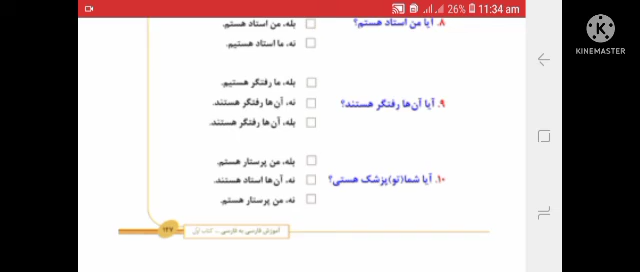 26% 11:34 am
KINEMASTER
۸. آیا من استاد هستم؟
بله، من استاد هستم.
نه، ما استاد هستیم.
۹. آیا آن‌ها رفتگر هستند؟
بله، ما رفتگر هستیم.
نه، آن‌ها رفتگر هستند.
بله، آن‌ها رفتگر هستند.
۱۰. آیا شما(تو)پزشک هستی؟
بله، من پرستار هستم.
نه، آن‌ها استاد هستند.
نه، من پرستار هستم.
آموزش فارسی به فارسی - کتاب اول
۱۴۷